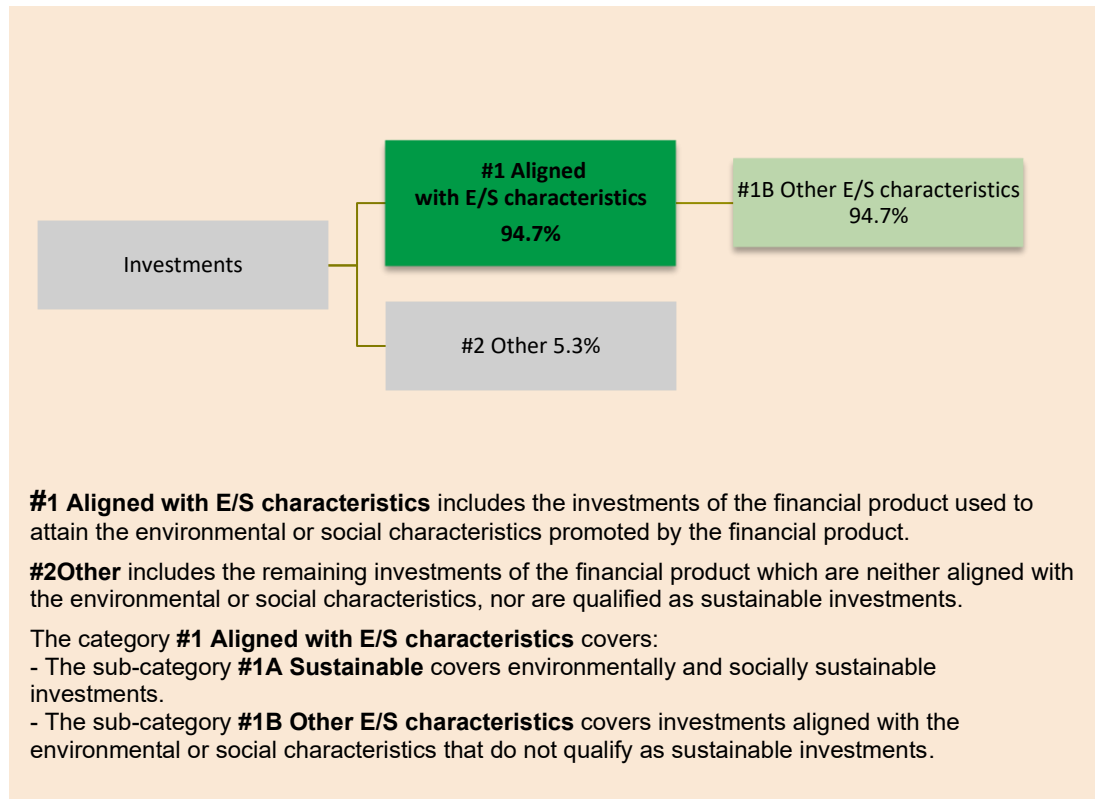 #1 Aligned
with E/S characteristics
94.7%
#1B Other E/S characteristics
94.7%
Investments
#2 Other 5.3%
#1 Aligned with E/S characteristics includes the investments of the financial product used to
attain the environmental or social characteristics promoted by the financial product.
#2Other includes the remaining investments of the financial product which are neither aligned with
the environmental or social characteristics, nor are qualified as sustainable investments.
The category #1 Aligned with E/S characteristics covers:
- The sub-category #1A Sustainable covers environmentally and socially sustainable
investments.
- The sub-category #1B Other E/S characteristics covers investments aligned with the
environmental or social characteristics that do not qualify as sustainable investments.